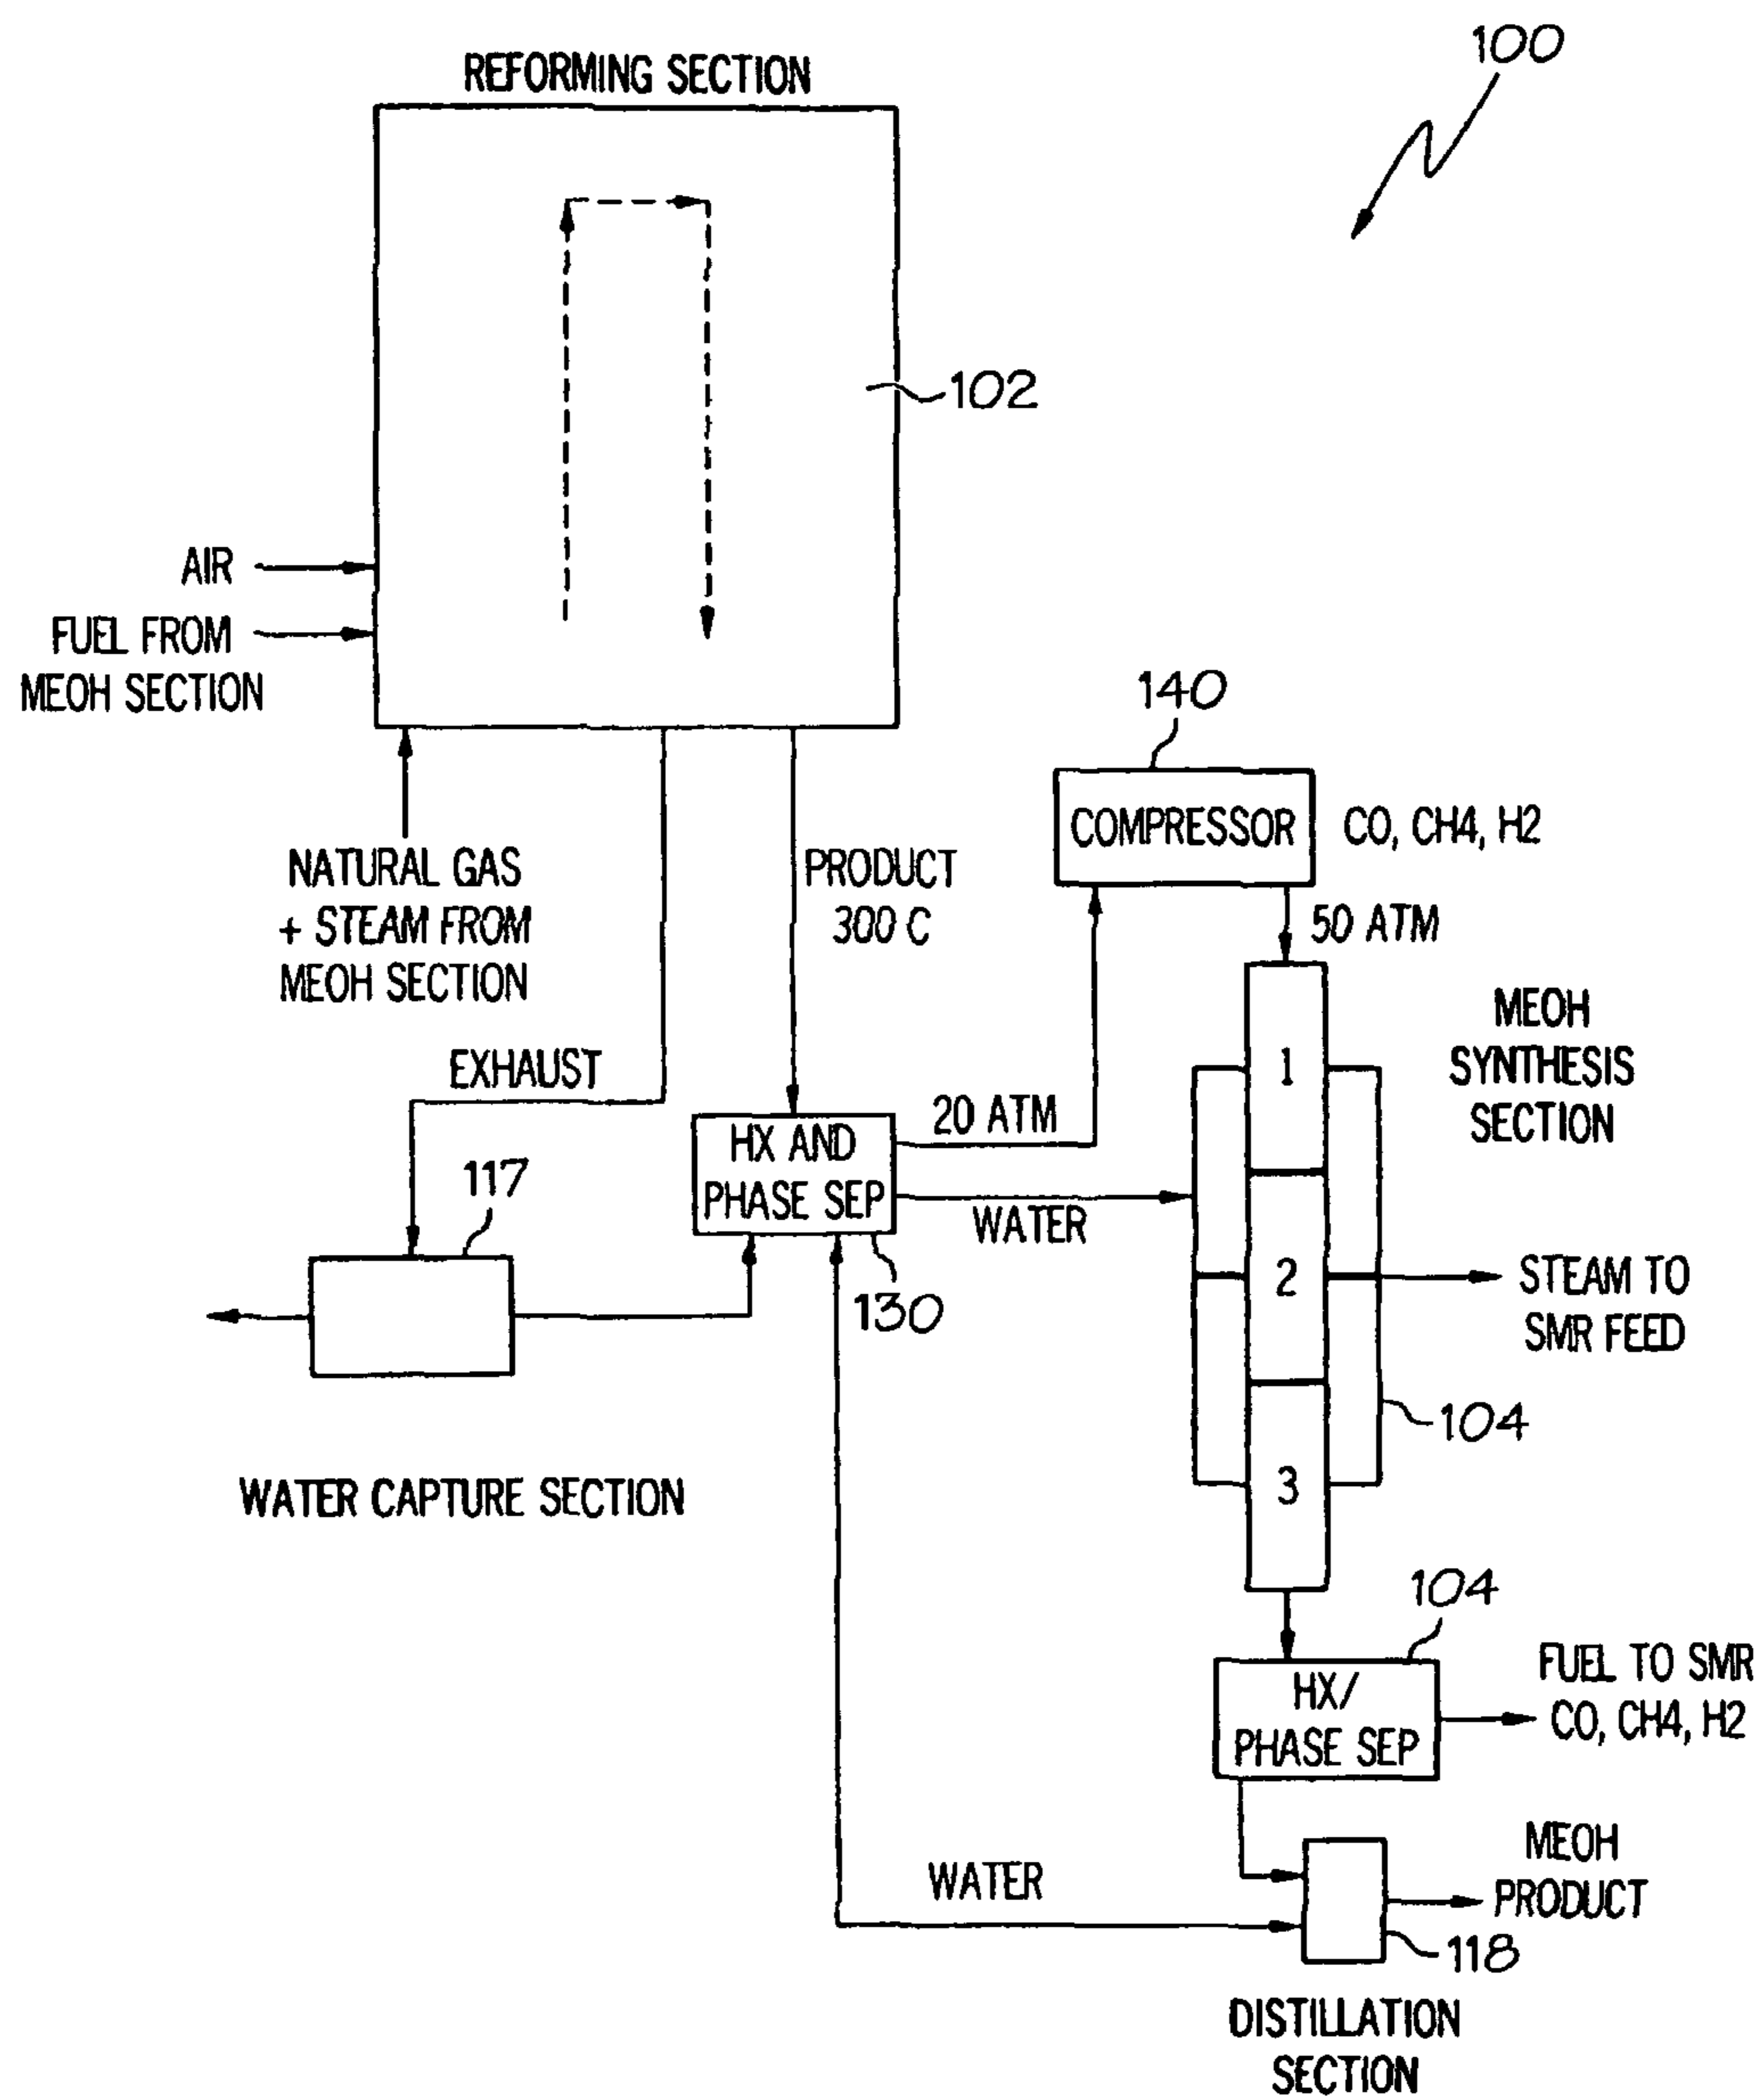 100
REFORMING SECTION
102
AIR
FUEL FROM
MEOH SECTION
NATURAL GAS
+ STEAM FROM
MEOH SECTION
PRODUCT
300 C
140
COMPRESSOR
CO, CH4, H2
50 ATM
EXHAUST
117
HX AND
PHASE SEP
130
20 ATM
WATER
1
2
3
MEOH
SYNTHESIS
SECTION
STEAM TO
SMR FEED
104
WATER CAPTURE SECTION
104
HX/
PHASE SEP
FUEL TO SMR
CO, CH4, H2
WATER
MEOH
PRODUCT
118
DISTILLATION
SECTION